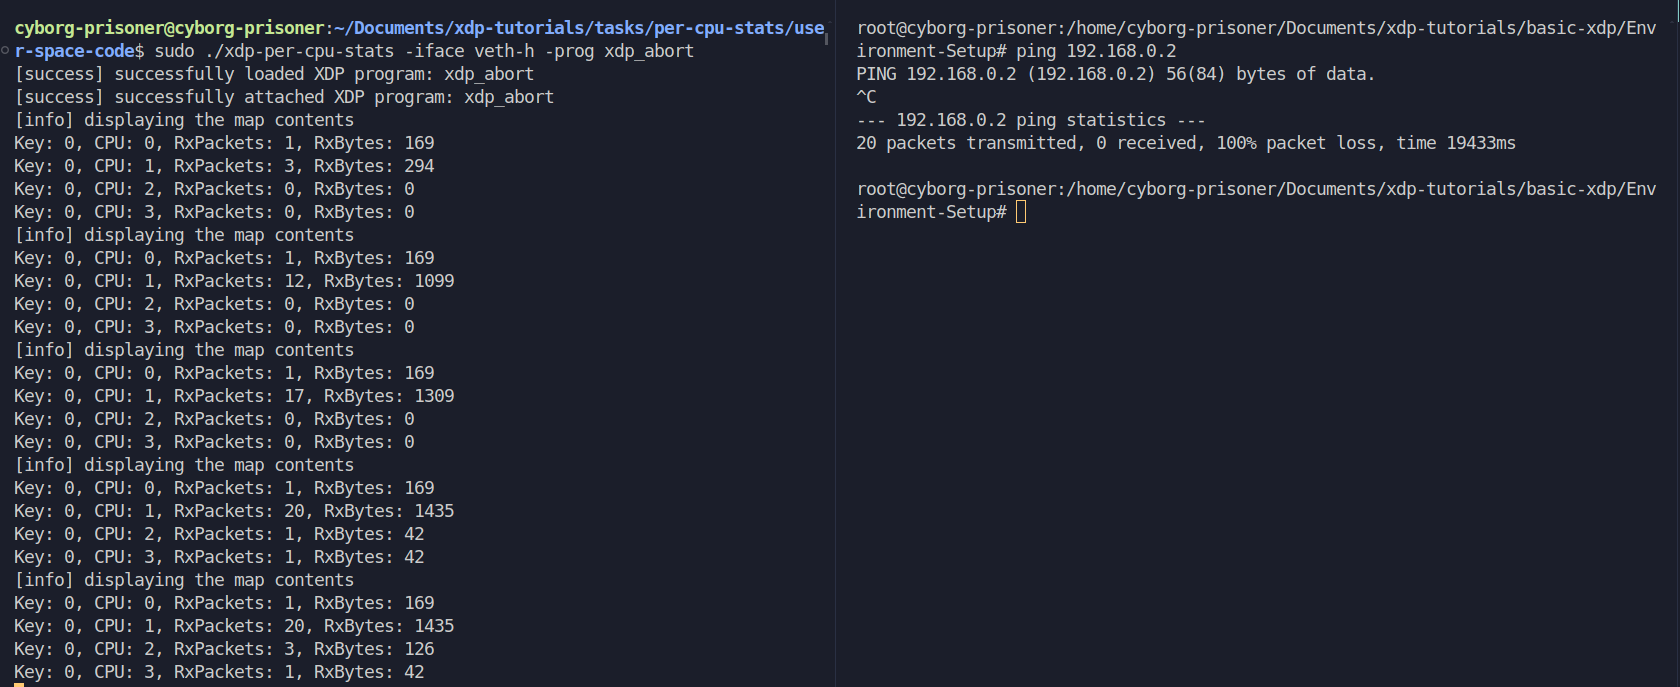 cyborg-prisoner@cyborg-prisoner:~/Documents/xdp-tutorials/tasks/per-cpu-stats/use
r-space-code$ sudo ./xdp-per-cpu-stats -iface veth-h -prog xdp_abort
[success] successfully loaded XDP program: xdp_abort
[success] successfully attached XDP program: xdp_abort
[info] displaying the map contents
Key: 0, CPU: 0, RxPackets: 1, RxBytes: 169
Key: 0, CPU: 1, RxPackets: 3, RxBytes: 294
Key: 0, CPU: 2, RxPackets: 0, RxBytes: 0
Key: 0, CPU: 3, RxPackets: 0, RxBytes: 0
[info] displaying the map contents
Key: 0, CPU: 0, RxPackets: 1, RxBytes: 169
Key: 0, CPU: 1, RxPackets: 12, RxBytes: 1099
Key: 0, CPU: 2, RxPackets: 0, RxBytes: 0
Key: 0, CPU: 3, RxPackets: 0, RxBytes: 0
[info] displaying the map contents
Key: 0, CPU: 0, RxPackets: 1, RxBytes: 169
Key: 0, CPU: 1, RxPackets: 17, RxBytes: 1309
Key: 0, CPU: 2, RxPackets: 0, RxBytes: 0
Key: 0, CPU: 3, RxPackets: 0, RxBytes: 0
[info] displaying the map contents
Key: 0, CPU: 0, RxPackets: 1, RxBytes: 169
Key: 0, CPU: 1, RxPackets: 20, RxBytes: 1435
Key: 0, CPU: 2, RxPackets: 1, RxBytes: 42
Key: 0, CPU: 3, RxPackets: 1, RxBytes: 42
[info] displaying the map contents
Key: 0, CPU: 0, RxPackets: 1, RxBytes: 169
Key: 0, CPU: 1, RxPackets: 20, RxBytes: 1435
Key: 0, CPU: 2, RxPackets: 3, RxBytes: 126
Key: 0, CPU: 3, RxPackets: 1, RxBytes: 42
root@cyborg-prisoner:/home/cyborg-prisoner/Documents/xdp-tutorials/basic-xdp/Env
ironment-Setup# ping 192.168.0.2
PING 192.168.0.2 (192.168.0.2) 56(84) bytes of data.
^C
--- 192.168.0.2 ping statistics ---
20 packets transmitted, 0 received, 100% packet loss, time 19433ms
root@cyborg-prisoner:/home/cyborg-prisoner/Documents/xdp-tutorials/basic-xdp/Env
ironment-Setup#